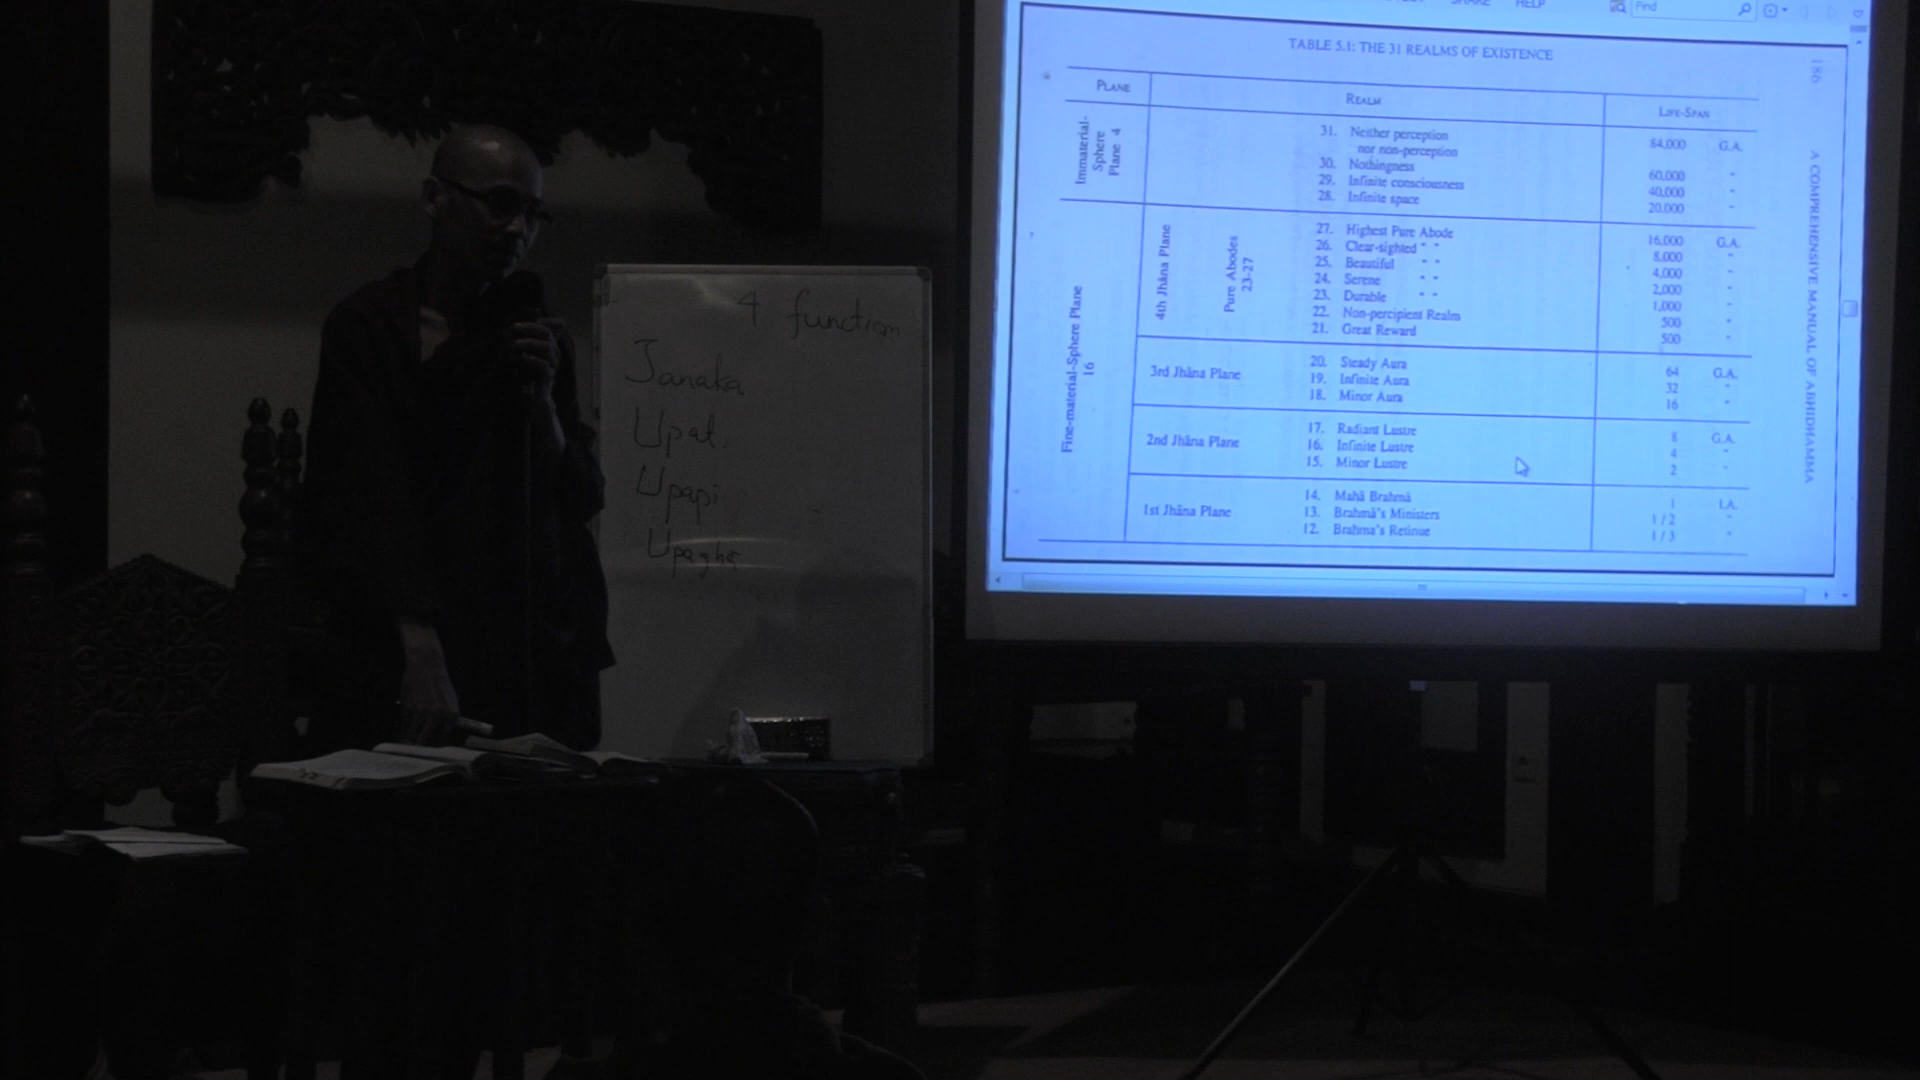 4 function
Janaka
Upat.
Upapi
Upagha
SHARE HELP
Find
TABLE 5.1: THE 31 REALMS OF EXISTENCE
186
A COMPREHENSIVE MANUAL OF ABHIDHAMMA
PLANE REALM LIFE-SPAN
Immaterial-
Sphere
Plane 4
31. Neither perception
nor non-perception 84,000 G.A.
30. Nothingness 60,000 "
29. Infinite consciousness 40,000 "
28. Infinite space 20,000 "
Fine-material-Sphere Plane
16
4th Jhāna Plane
Pure Abodes
23-27
27. Highest Pure Abode 16,000 G.A.
26. Clear-sighted " " 8,000 "
25. Beautiful " " 4,000 "
24. Serene " " 2,000 "
23. Durable " " 1,000 "
22. Non-percipient Realm 500 "
21. Great Reward 500 "
3rd Jhāna Plane
20. Steady Aura 64 G.A.
19. Infinite Aura 32 "
18. Minor Aura 16 "
2nd Jhāna Plane
17. Radiant Lustre 8 G.A.
16. Infinite Lustre 4 "
15. Minor Lustre 2 "
1st Jhāna Plane
14. Mahā Brahmā 1 I.A.
13. Brahmā's Ministers 1/2 "
12. Brahma's Retinue 1/3 "